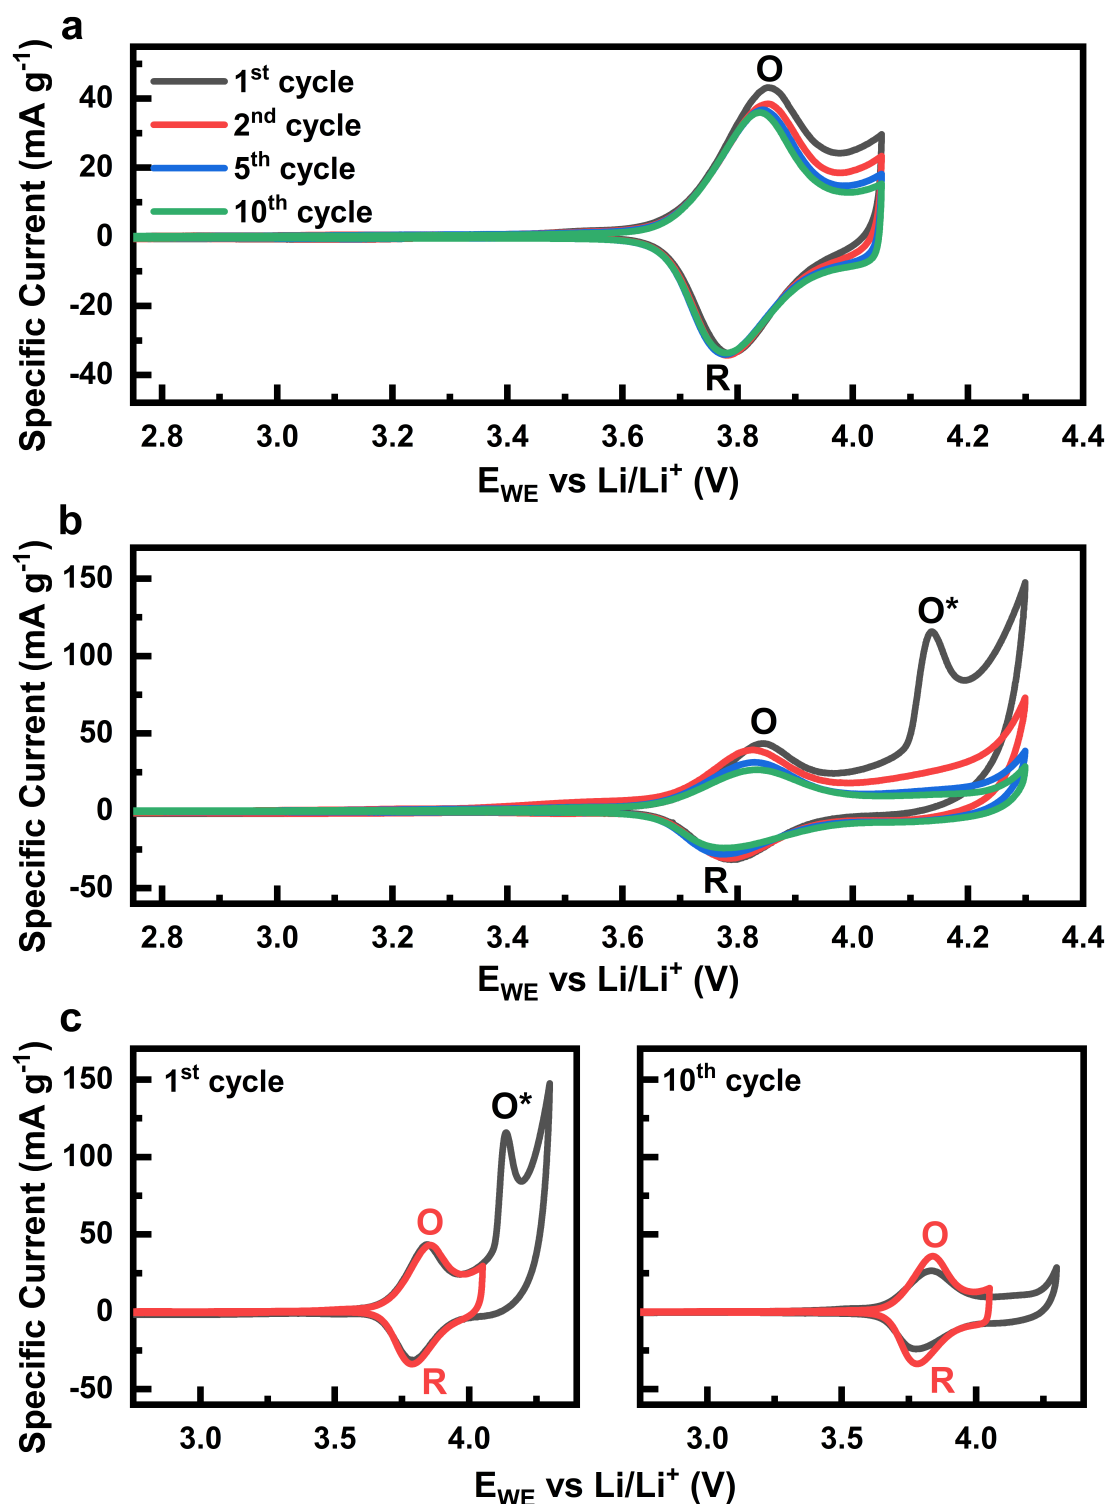 a
Specific Current (mA g⁻¹)
40
20
0
-20
-40
1ˢᵗ cycle
2ⁿᵈ cycle
5ᵗʰ cycle
10ᵗʰ cycle
O
R
2.8 3.0 3.2 3.4 3.6 3.8 4.0 4.2 4.4
E_WE vs Li/Li⁺ (V)
b
Specific Current (mA g⁻¹)
150
100
50
0
-50
O*
O
R
2.8 3.0 3.2 3.4 3.6 3.8 4.0 4.2 4.4
E_WE vs Li/Li⁺ (V)
c
Specific Current (mA g⁻¹)
150
100
50
0
-50
1ˢᵗ cycle
O*
O
R
3.0 3.5 4.0
10ᵗʰ cycle
O
R
3.0 3.5 4.0
E_WE vs Li/Li⁺ (V)